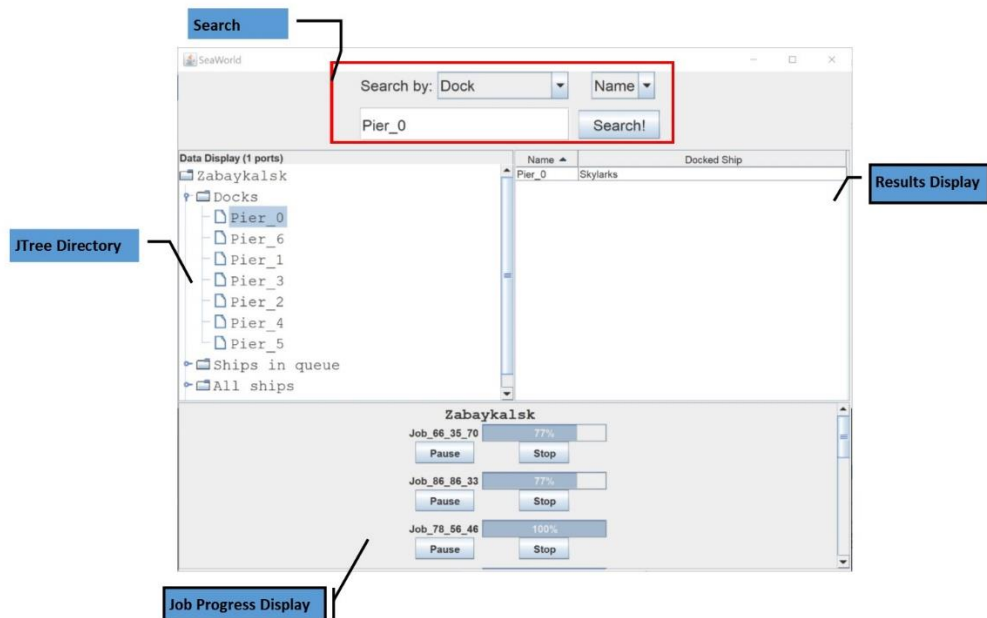 Search
SeaWorld
Search by: Dock Name
Pier_0 Search!
Data Display (1 ports)
Zabaykalsk
Docks
Pier_0
Pier_6
Pier_1
Pier_3
Pier_2
Pier_4
Pier_5
Ships in queue
All ships
Name Docked Ship
Pier_0 Skylarks
Results Display
JTree Directory
Zabaykalsk
Job_66_35_70 77%
Pause Stop
Job_86_86_33 77%
Pause Stop
Job_78_56_46 100%
Pause Stop
Job Progress Display